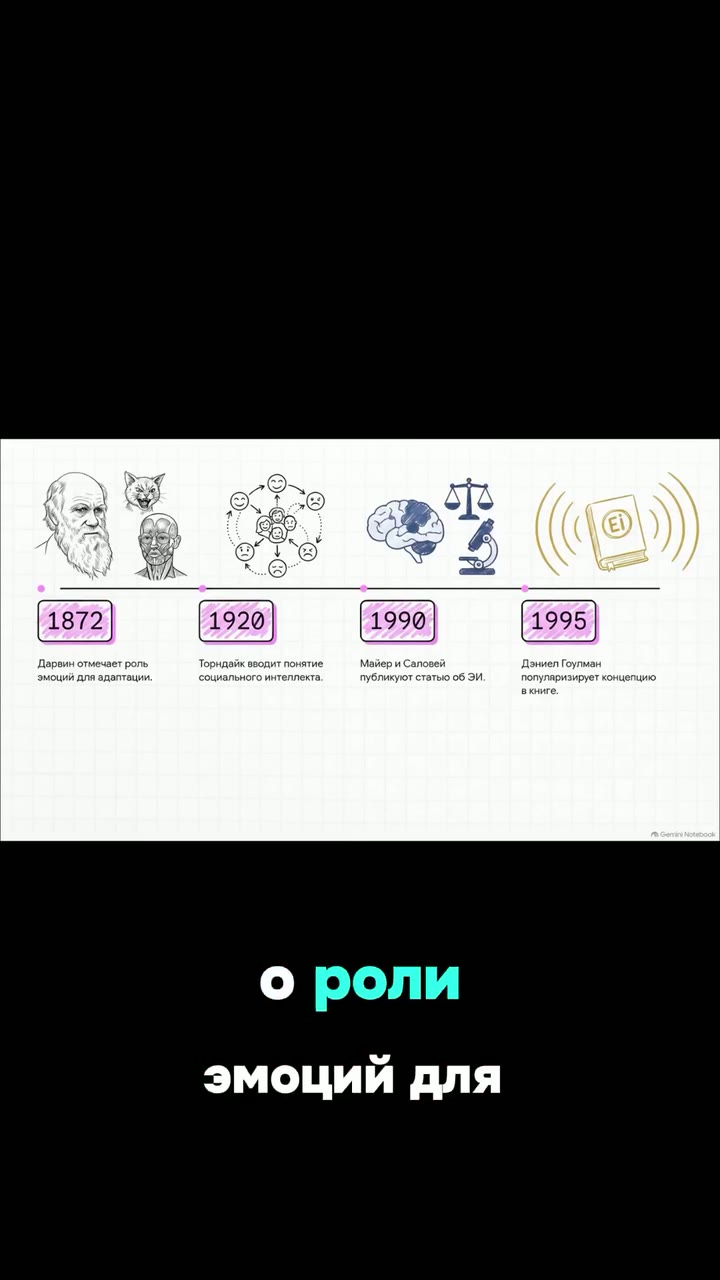 Ei
1872
1920
1990
1995
Дарвин отмечает роль
эмоций для адаптации.
Торндайк вводит понятие
социального интеллекта.
Майер и Саловей
публикуют статью об ЭИ.
Дэниел Гоулман
популяризирует концепцию
в книге.
Gemini Notebook
о роли
эмоций для